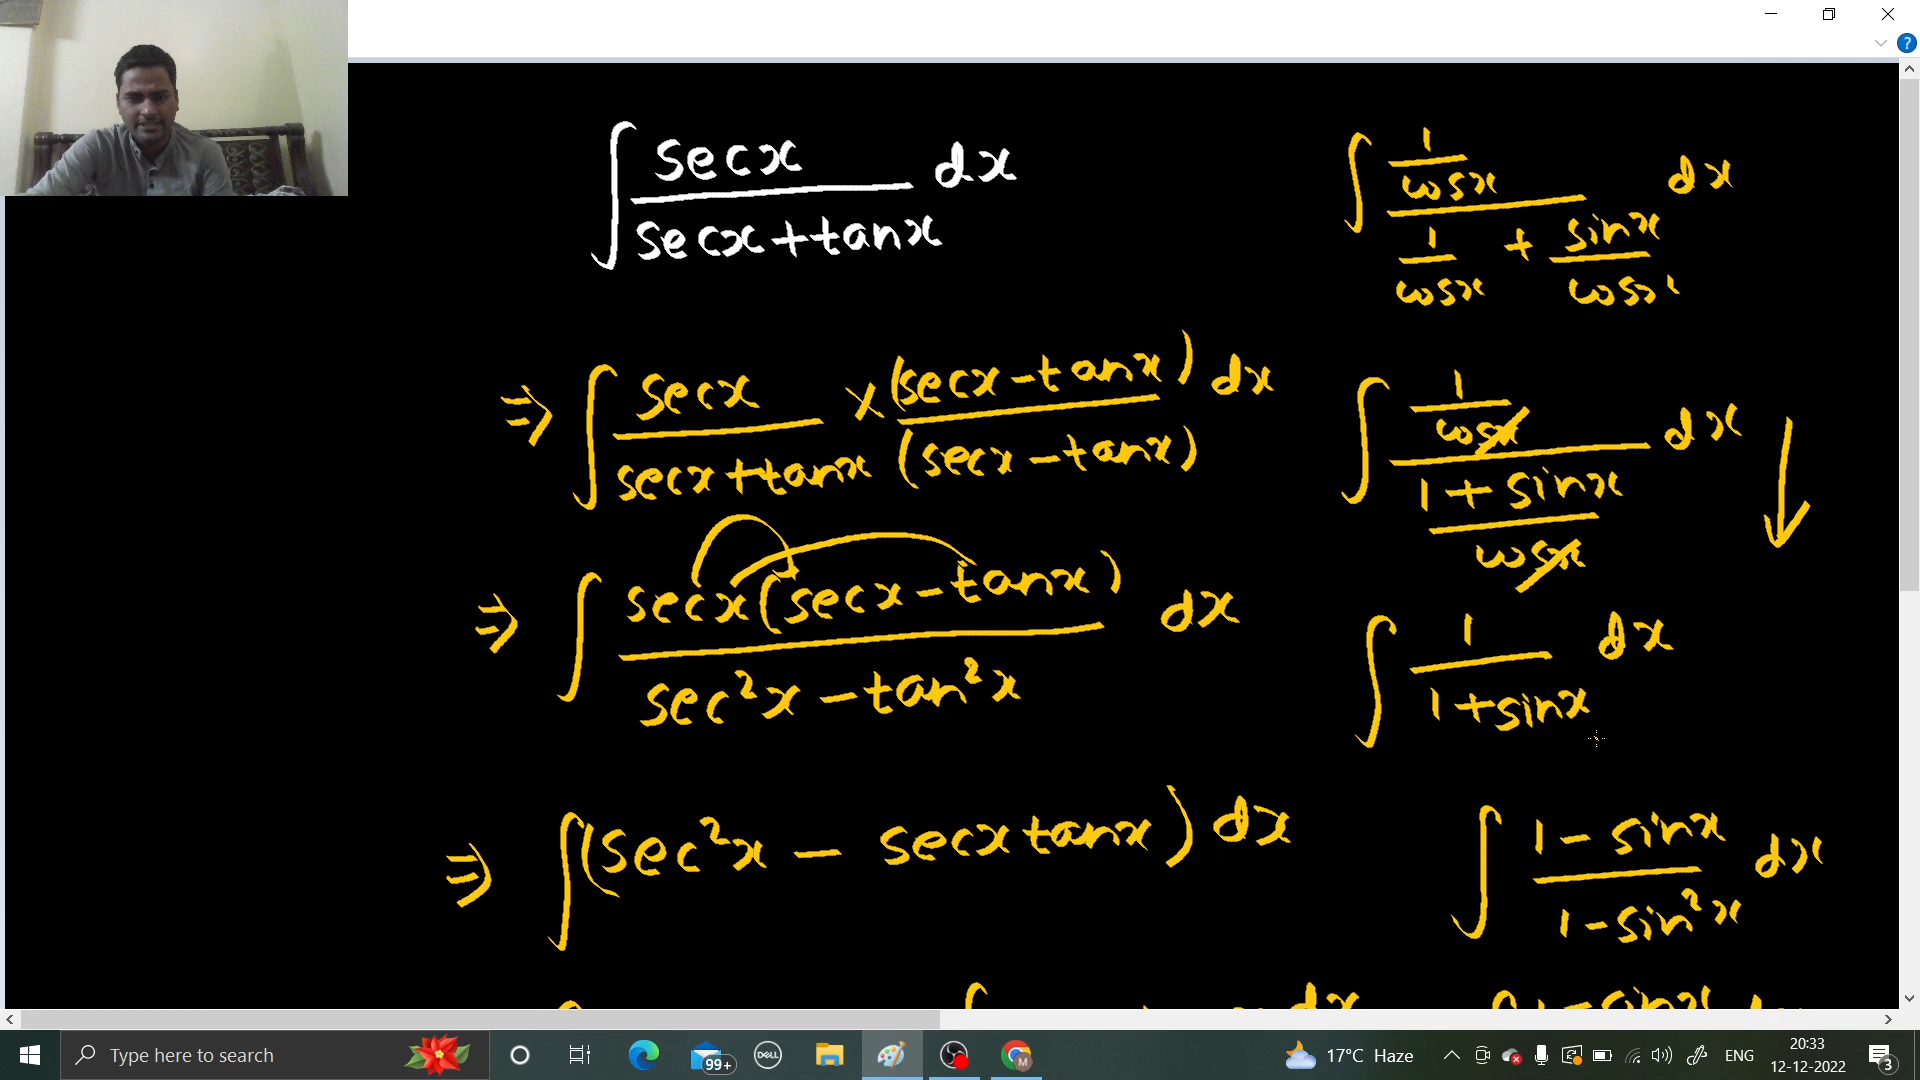 ∫ secx / secx+tanx dx
⇒ ∫ secx / secx+tanx × (secx-tanx) / (secx-tanx) dx
⇒ ∫ secx(secx-tanx) / sec²x-tan²x dx
⇒ ∫(sec²x - secxtanx)dx
∫ 1/cosx / 1/cosx + sinx/cosx dx
∫ 1/cosx / 1+sinx/cosx dx ↓
∫ 1 / 1+sinx dx
∫ 1-sinx / 1-sin²x dx
Type here to search
99+
DELL
M
17°C Haze
ENG
20:33
12-12-2022
3